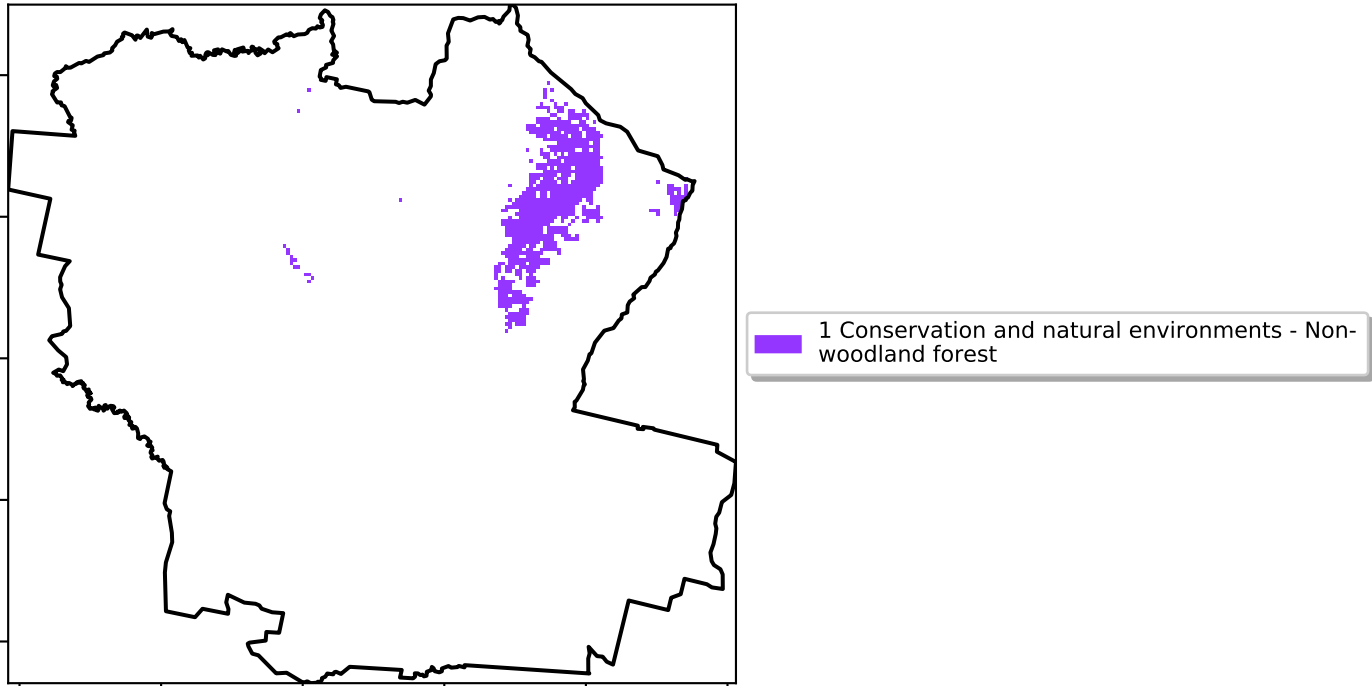 1 Conservation and natural environments - Non-
woodland forest